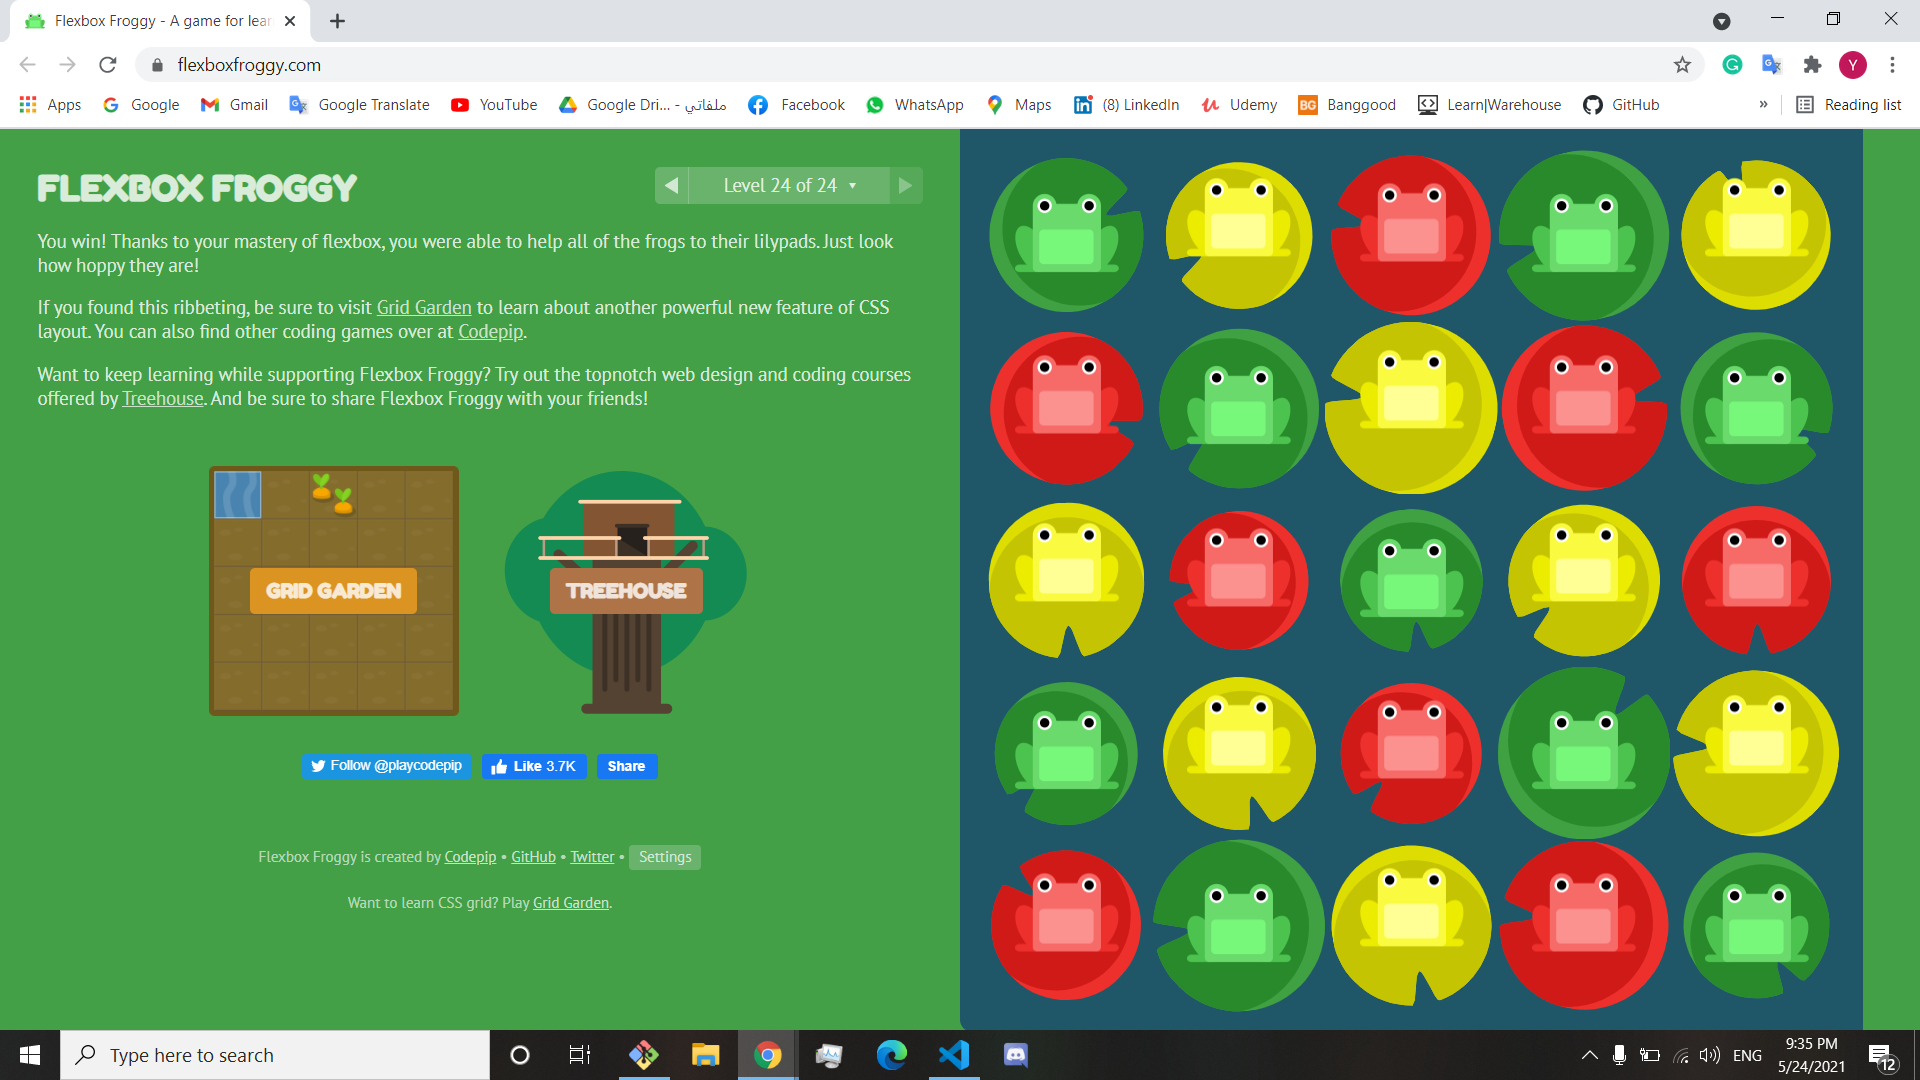 Flexbox Froggy - A game for lear
flexboxfroggy.com
Y
Apps Google Gmail Google Translate YouTube Google Dri... - ملفاتي Facebook WhatsApp Maps (8) LinkedIn Udemy Banggood Learn|Warehouse GitHub » Reading list
FLEXBOX FROGGY
Level 24 of 24
You win! Thanks to your mastery of flexbox, you were able to help all of the frogs to their lilypads. Just look
how hoppy they are!
If you found this ribbeting, be sure to visit Grid Garden to learn about another powerful new feature of CSS
layout. You can also find other coding games over at Codepip.
Want to keep learning while supporting Flexbox Froggy? Try out the topnotch web design and coding courses
offered by Treehouse. And be sure to share Flexbox Froggy with your friends!
GRID GARDEN
TREEHOUSE
Follow @playcodepip
Like 3.7K
Share
Flexbox Froggy is created by Codepip • GitHub • Twitter • Settings
Want to learn CSS grid? Play Grid Garden.
Type here to search
ENG
9:35 PM
5/24/2021
12